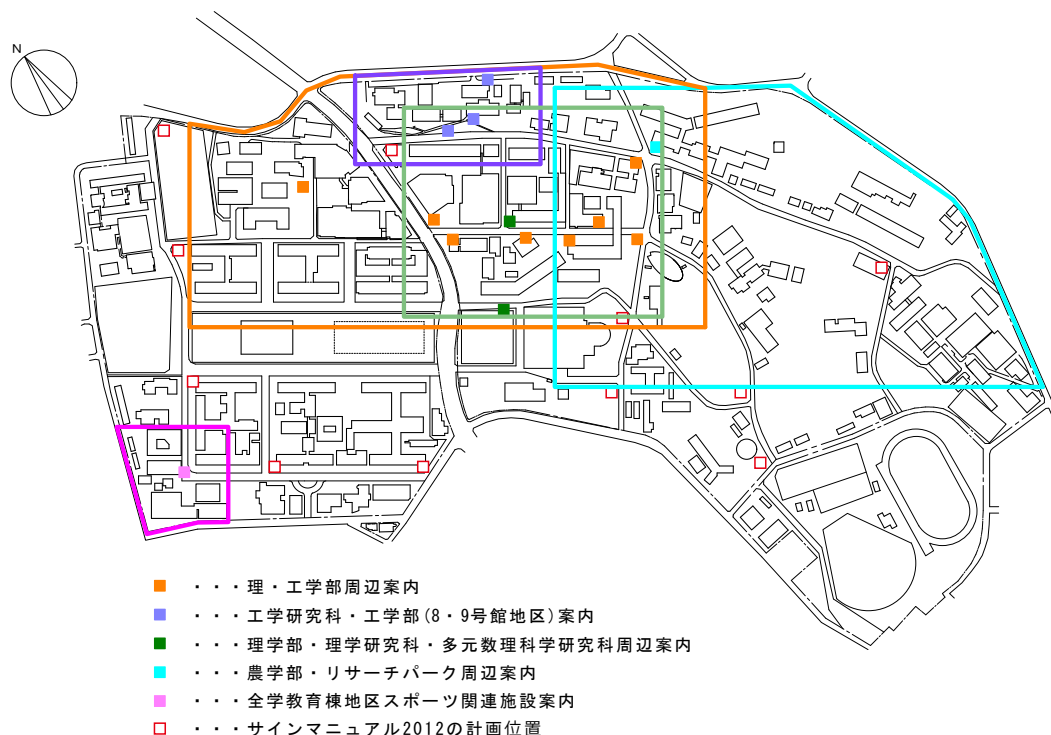 N
・・・理・工学部周辺案内
・・・工学研究科・工学部(8・9号館地区)案内
・・・理学部・理学研究科・多元数理科学研究科周辺案内
・・・農学部・リサーチパーク周辺案内
・・・全学教育棟地区スポーツ関連施設案内
・・・サインマニュアル2012の計画位置